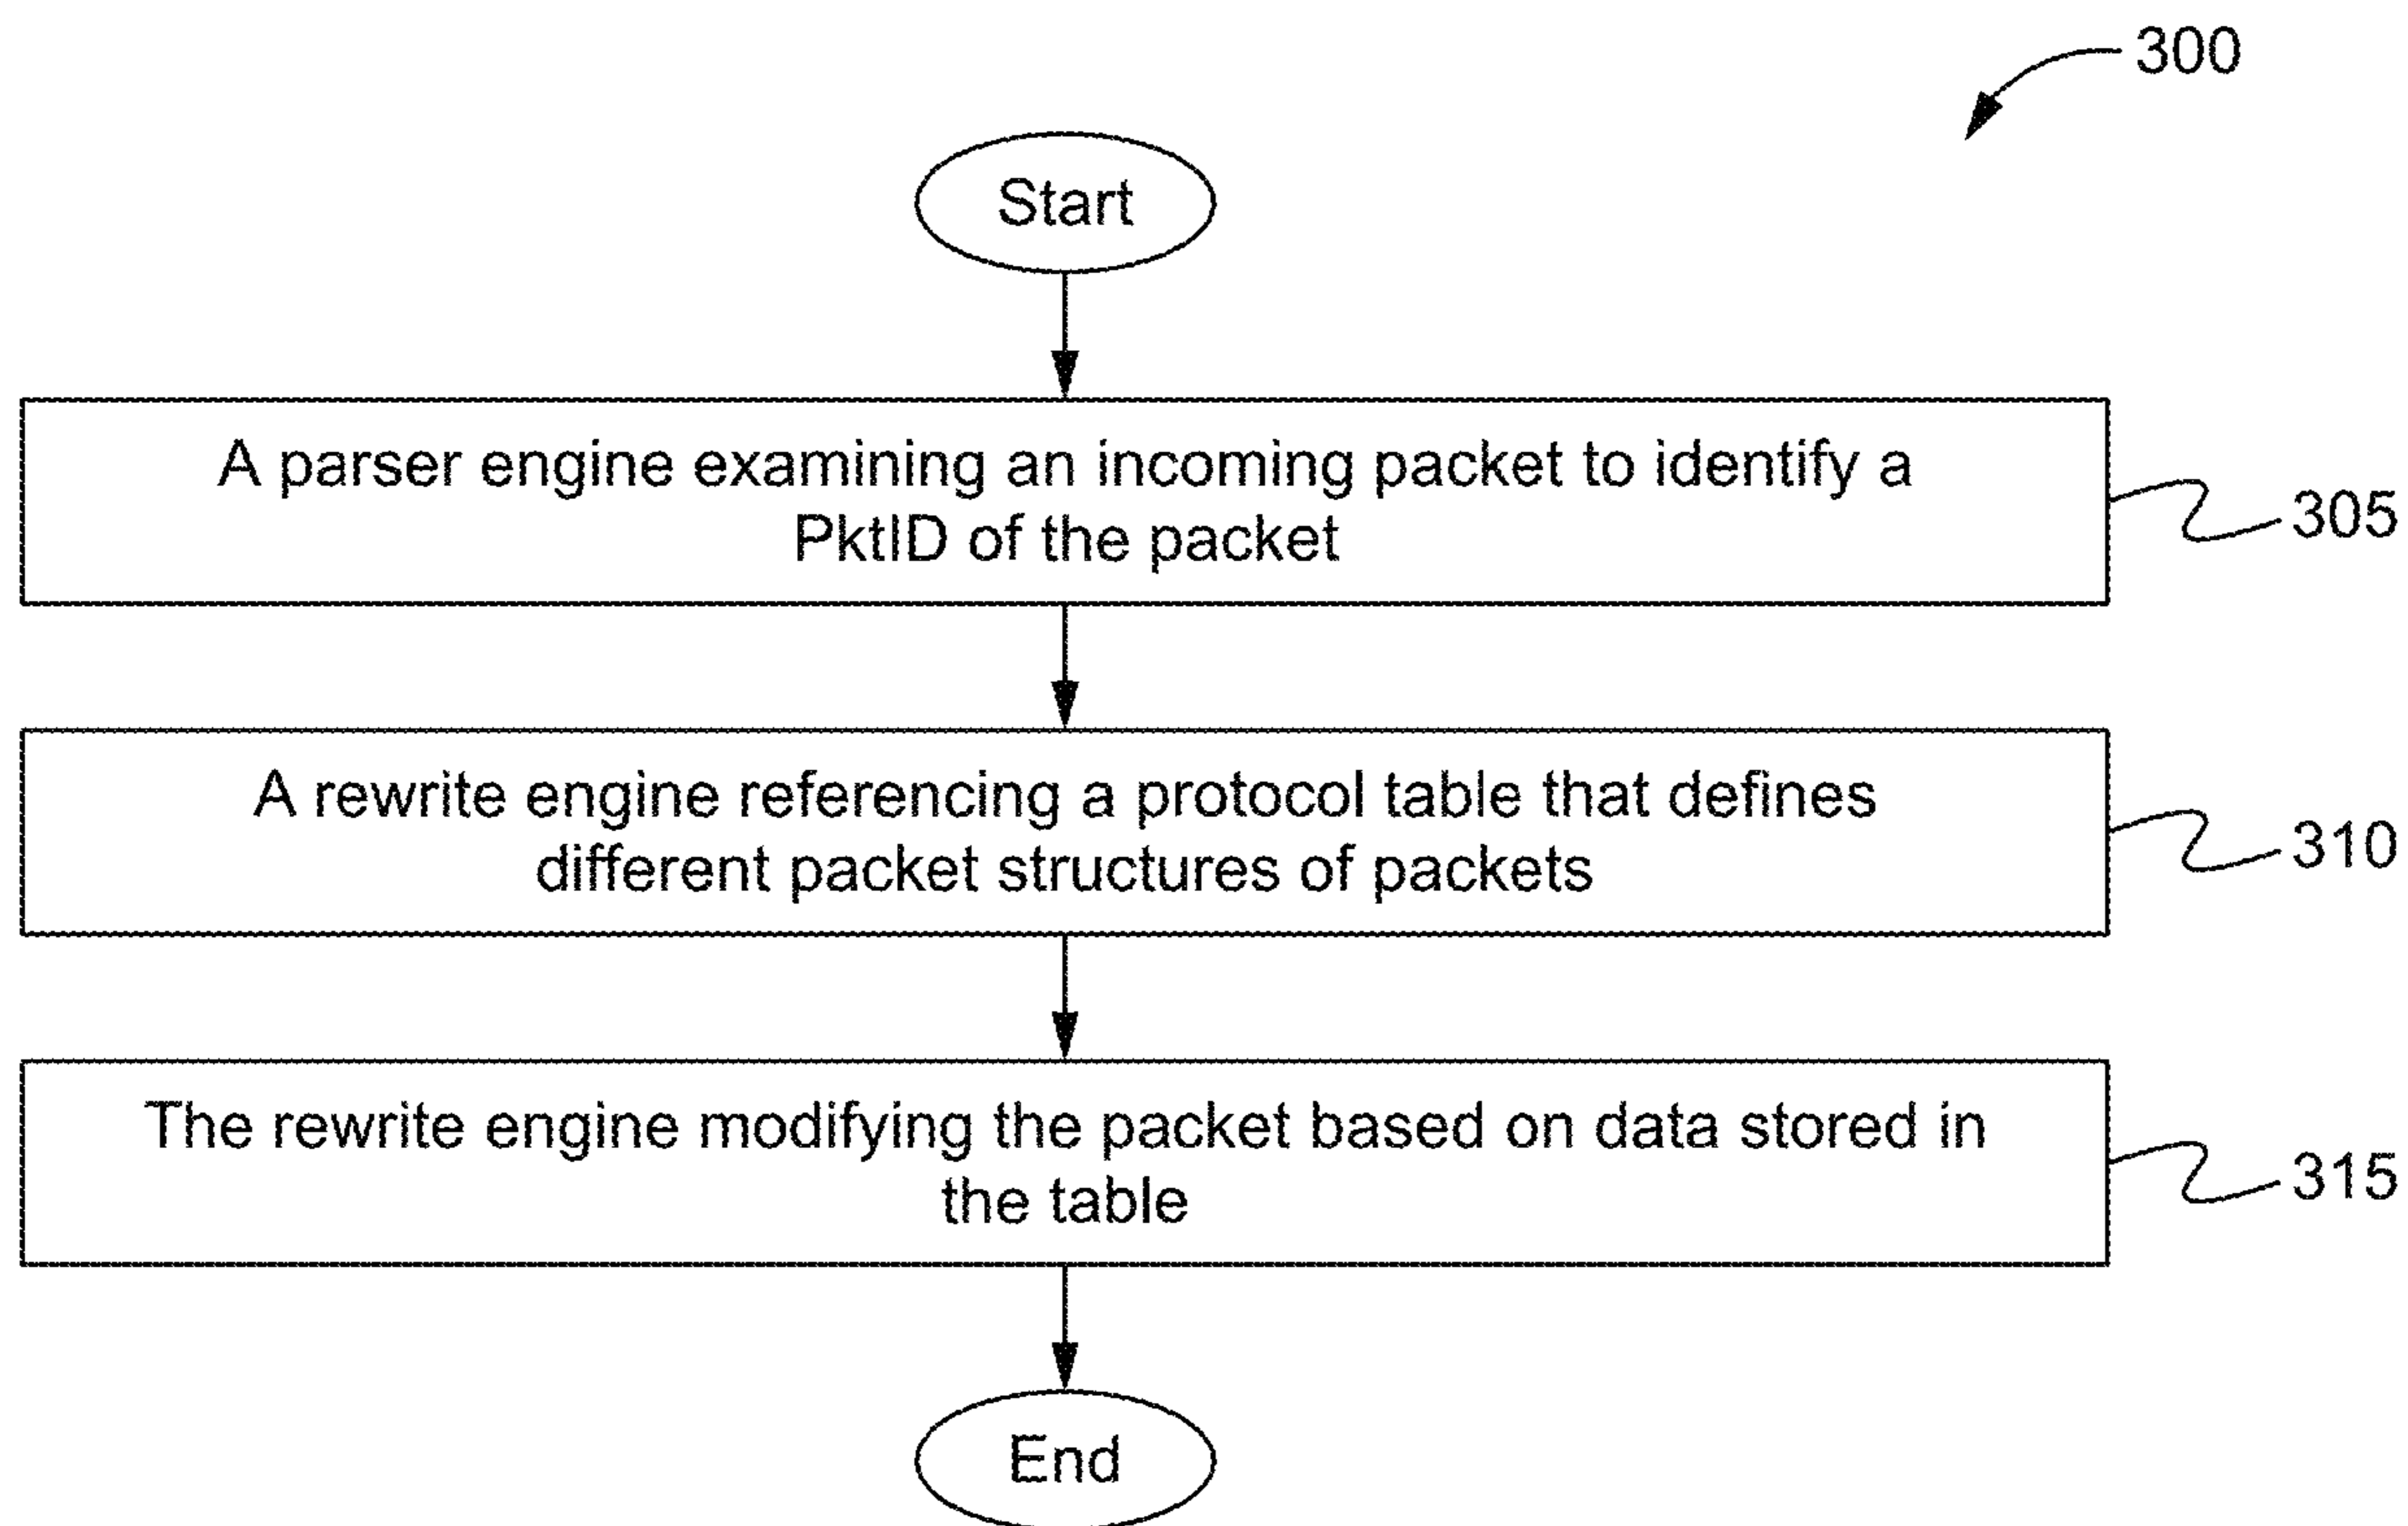 300
Start
A parser engine examining an incoming packet to identify a
PktID of the packet
305
A rewrite engine referencing a protocol table that defines
different packet structures of packets
310
The rewrite engine modifying the packet based on data stored in
the table
315
End